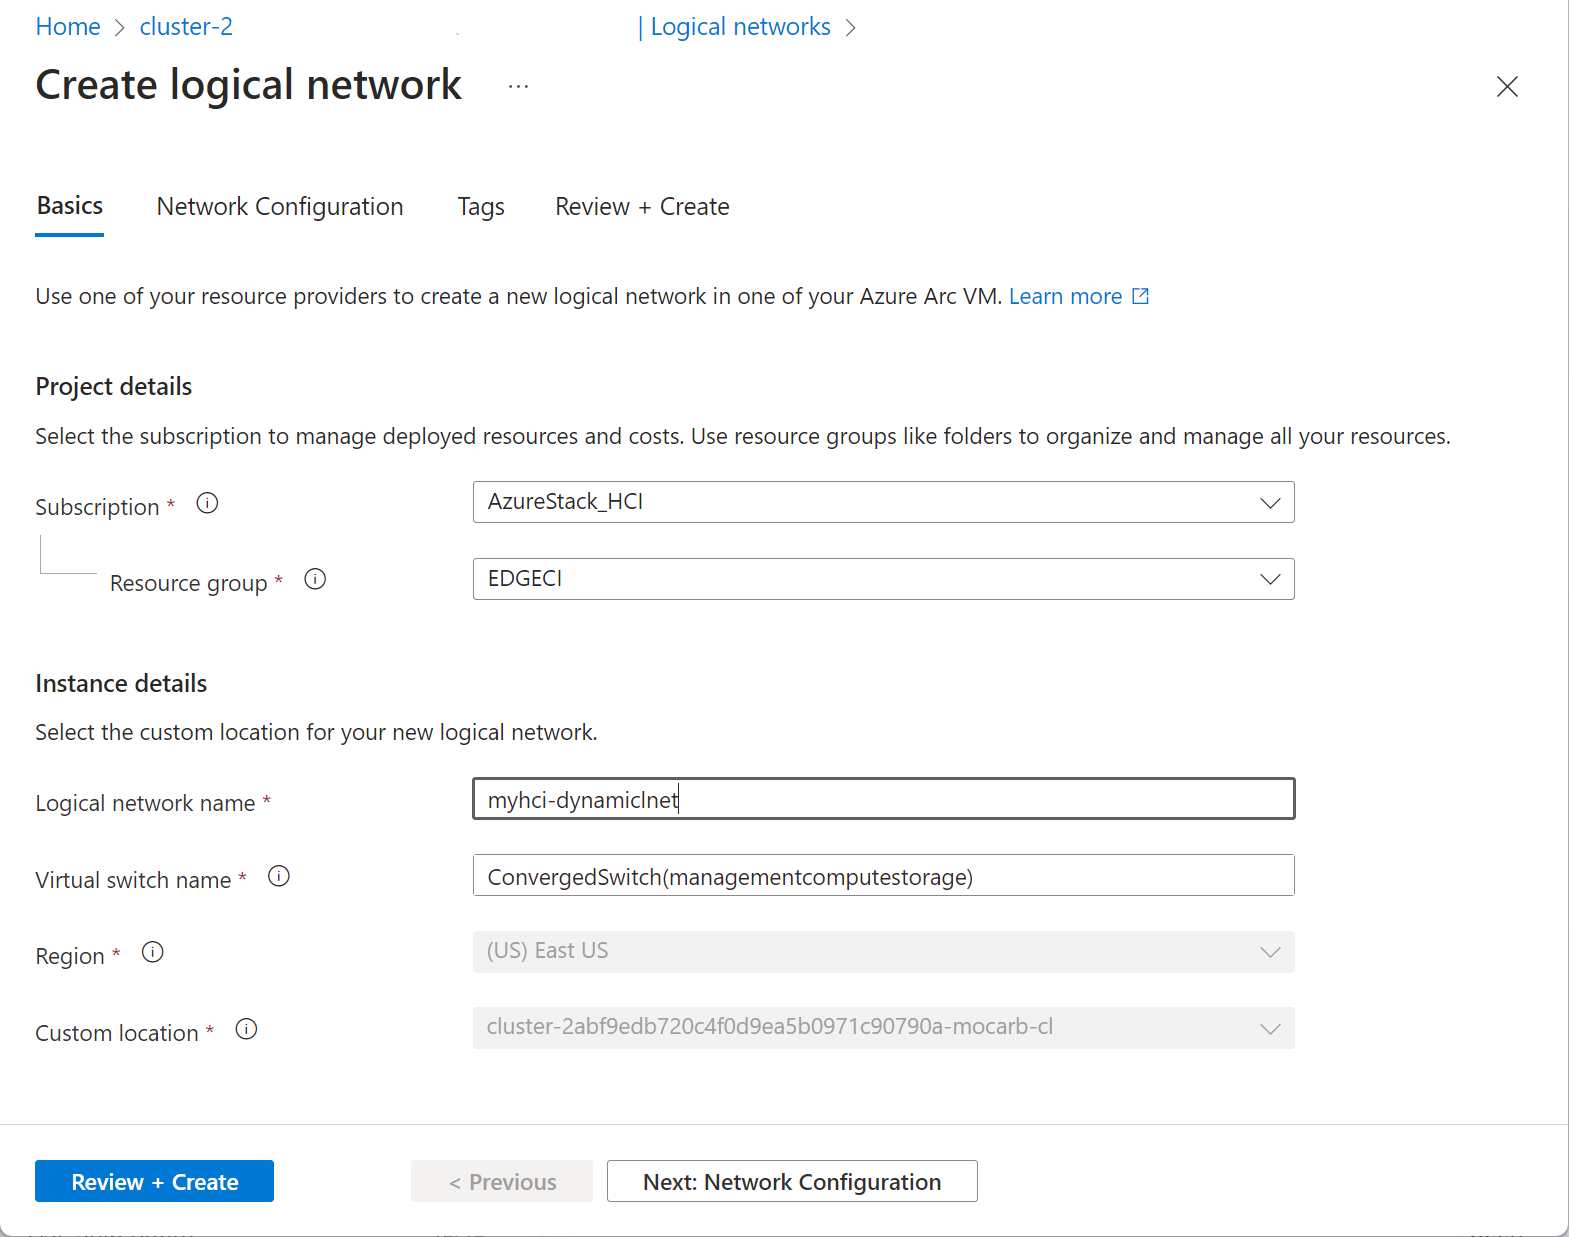 Home > cluster-2 | Logical networks >
Create logical network ...
Basics Network Configuration Tags Review + Create
Use one of your resource providers to create a new logical network in one of your Azure Arc VM. Learn more
Project details
Select the subscription to manage deployed resources and costs. Use resource groups like folders to organize and manage all your resources.
Subscription * AzureStack_HCI
Resource group * EDGECI
Instance details
Select the custom location for your new logical network.
Logical network name * myhci-dynamiclnet
Virtual switch name * ConvergedSwitch(managementcomputestorage)
Region * (US) East US
Custom location * cluster-2abf9edb720c4f0d9ea5b0971c90790a-mocarb-cl
Review + Create < Previous Next: Network Configuration